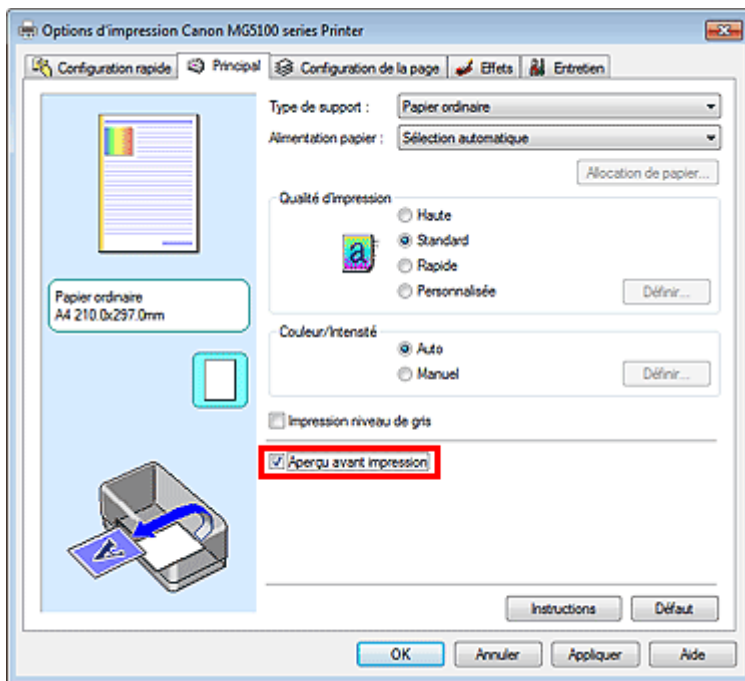 Options d'impression Canon MG5100 series Printer
Configuration rapide Principal Configuration de la page Effets Entretien
Type de support : Papier ordinaire
Alimentation papier : Sélection automatique
Allocation de papier...
Qualité d'impression
Haute
a Standard
Rapide
Personnalisée Définir...
Papier ordinaire
A4 210.0x297.0mm
Couleur/Intensité
Auto
Manuel Définir...
Impression niveau de gris
Aperçu avant impression
A
Instructions Défaut
OK Annuler Appliquer Aide